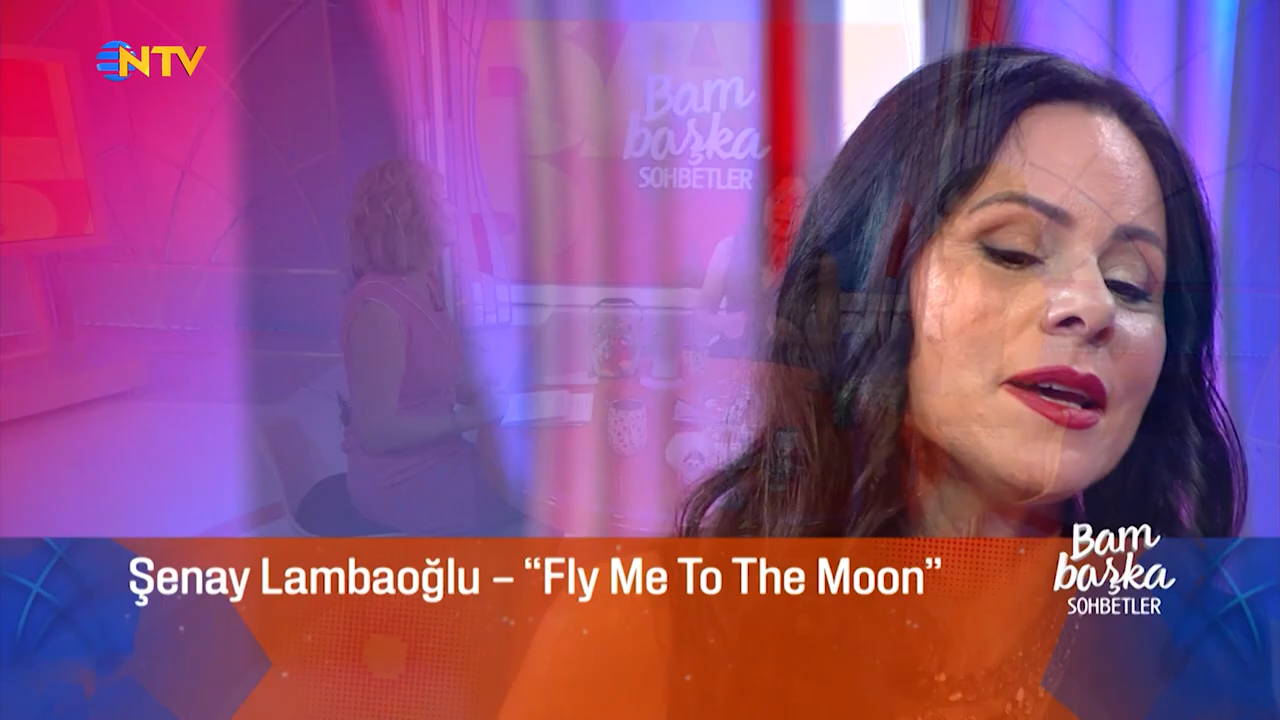 NTV
Bam
başka
SOHBETLER
Şenay Lambaoğlu – “Fly Me To The Moon”
Bam
başka
SOHBETLER